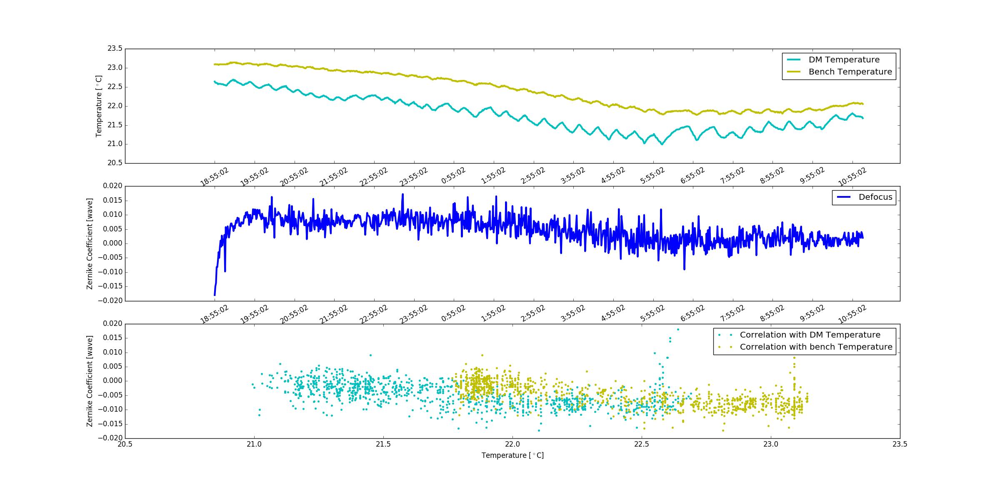 23.5
23.0
22.5
22.0
21.5
21.0
20.5
Temperature [°C]
DM Temperature
Bench Temperature
18:55:02 19:55:02 20:55:02 21:55:02 22:55:02 23:55:02 0:55:02 1:55:02 2:55:02 3:55:02 4:55:02 5:55:02 6:55:02 7:55:02 8:55:02 9:55:02 10:55:02
0.020
0.015
0.010
0.005
0.000
−0.005
−0.010
−0.015
−0.020
Zernike Coefficient [wave]
Defocus
18:55:02 19:55:02 20:55:02 21:55:02 22:55:02 23:55:02 0:55:02 1:55:02 2:55:02 3:55:02 4:55:02 5:55:02 6:55:02 7:55:02 8:55:02 9:55:02 10:55:02
0.020
0.015
0.010
0.005
0.000
−0.005
−0.010
−0.015
−0.020
Zernike Coefficient [wave]
Correlation with DM Temperature
Correlation with bench Temperature
20.5 21.0 21.5 22.0 22.5 23.0 23.5
Temperature [°C]